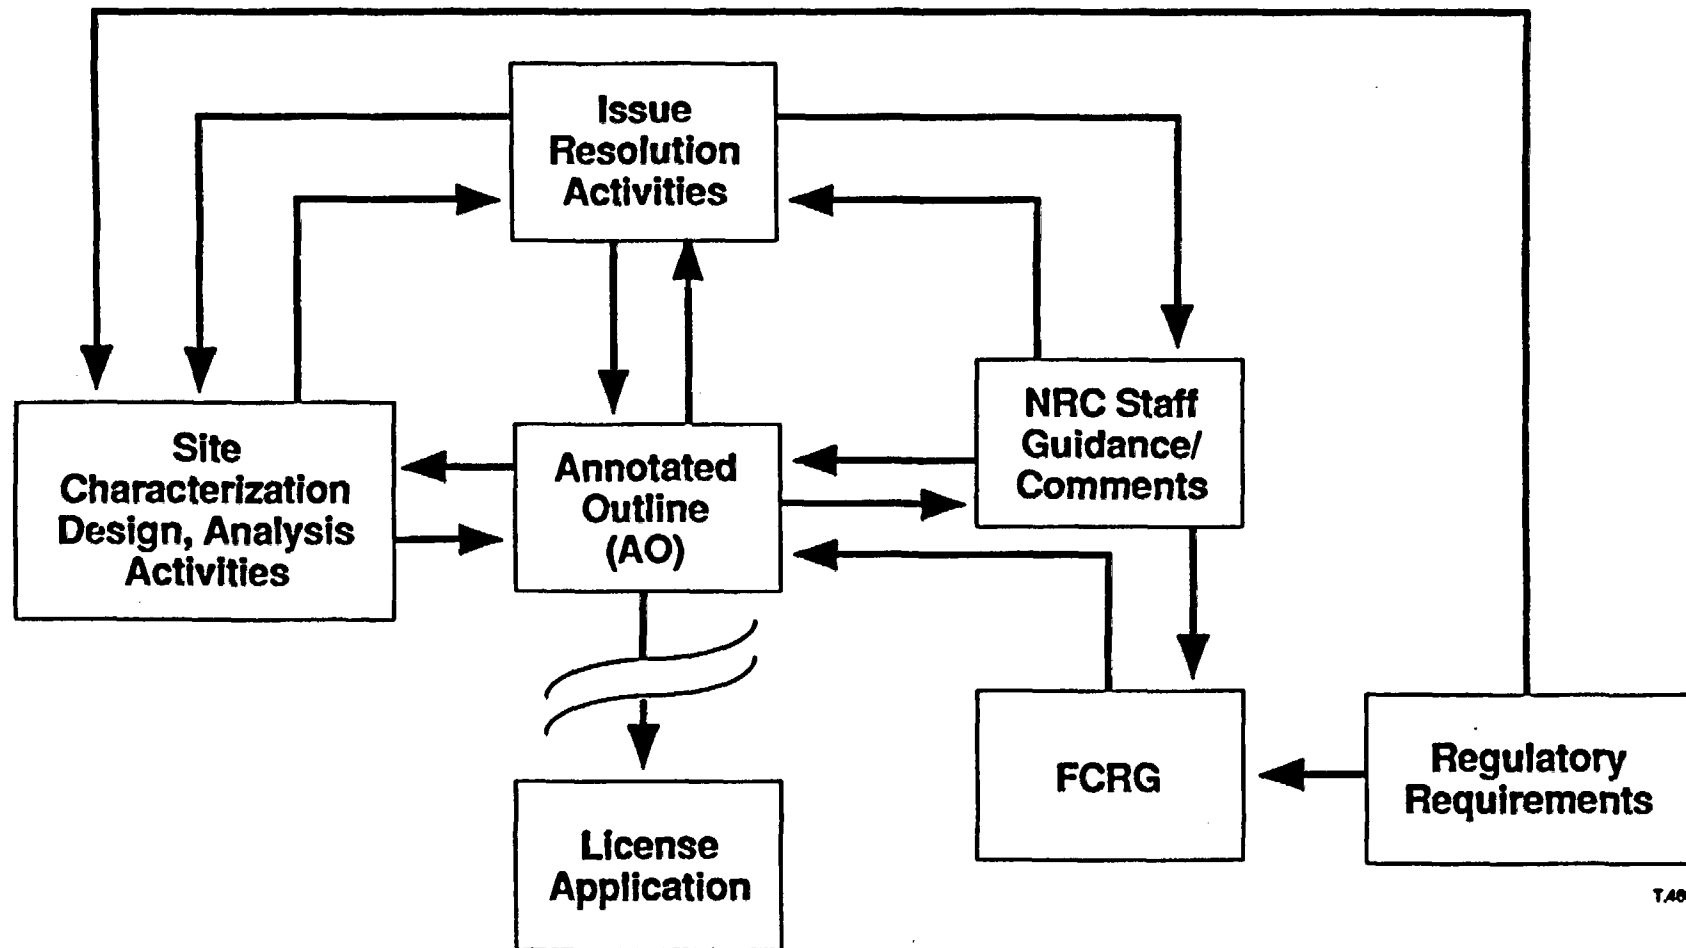 Issue
Resolution
Activities
Site
Characterization
Design, Analysis
Activities
Annotated
Outline
(AO)
NRC Staff
Guidance/
Comments
FCRG
Regulatory
Requirements
License
Application